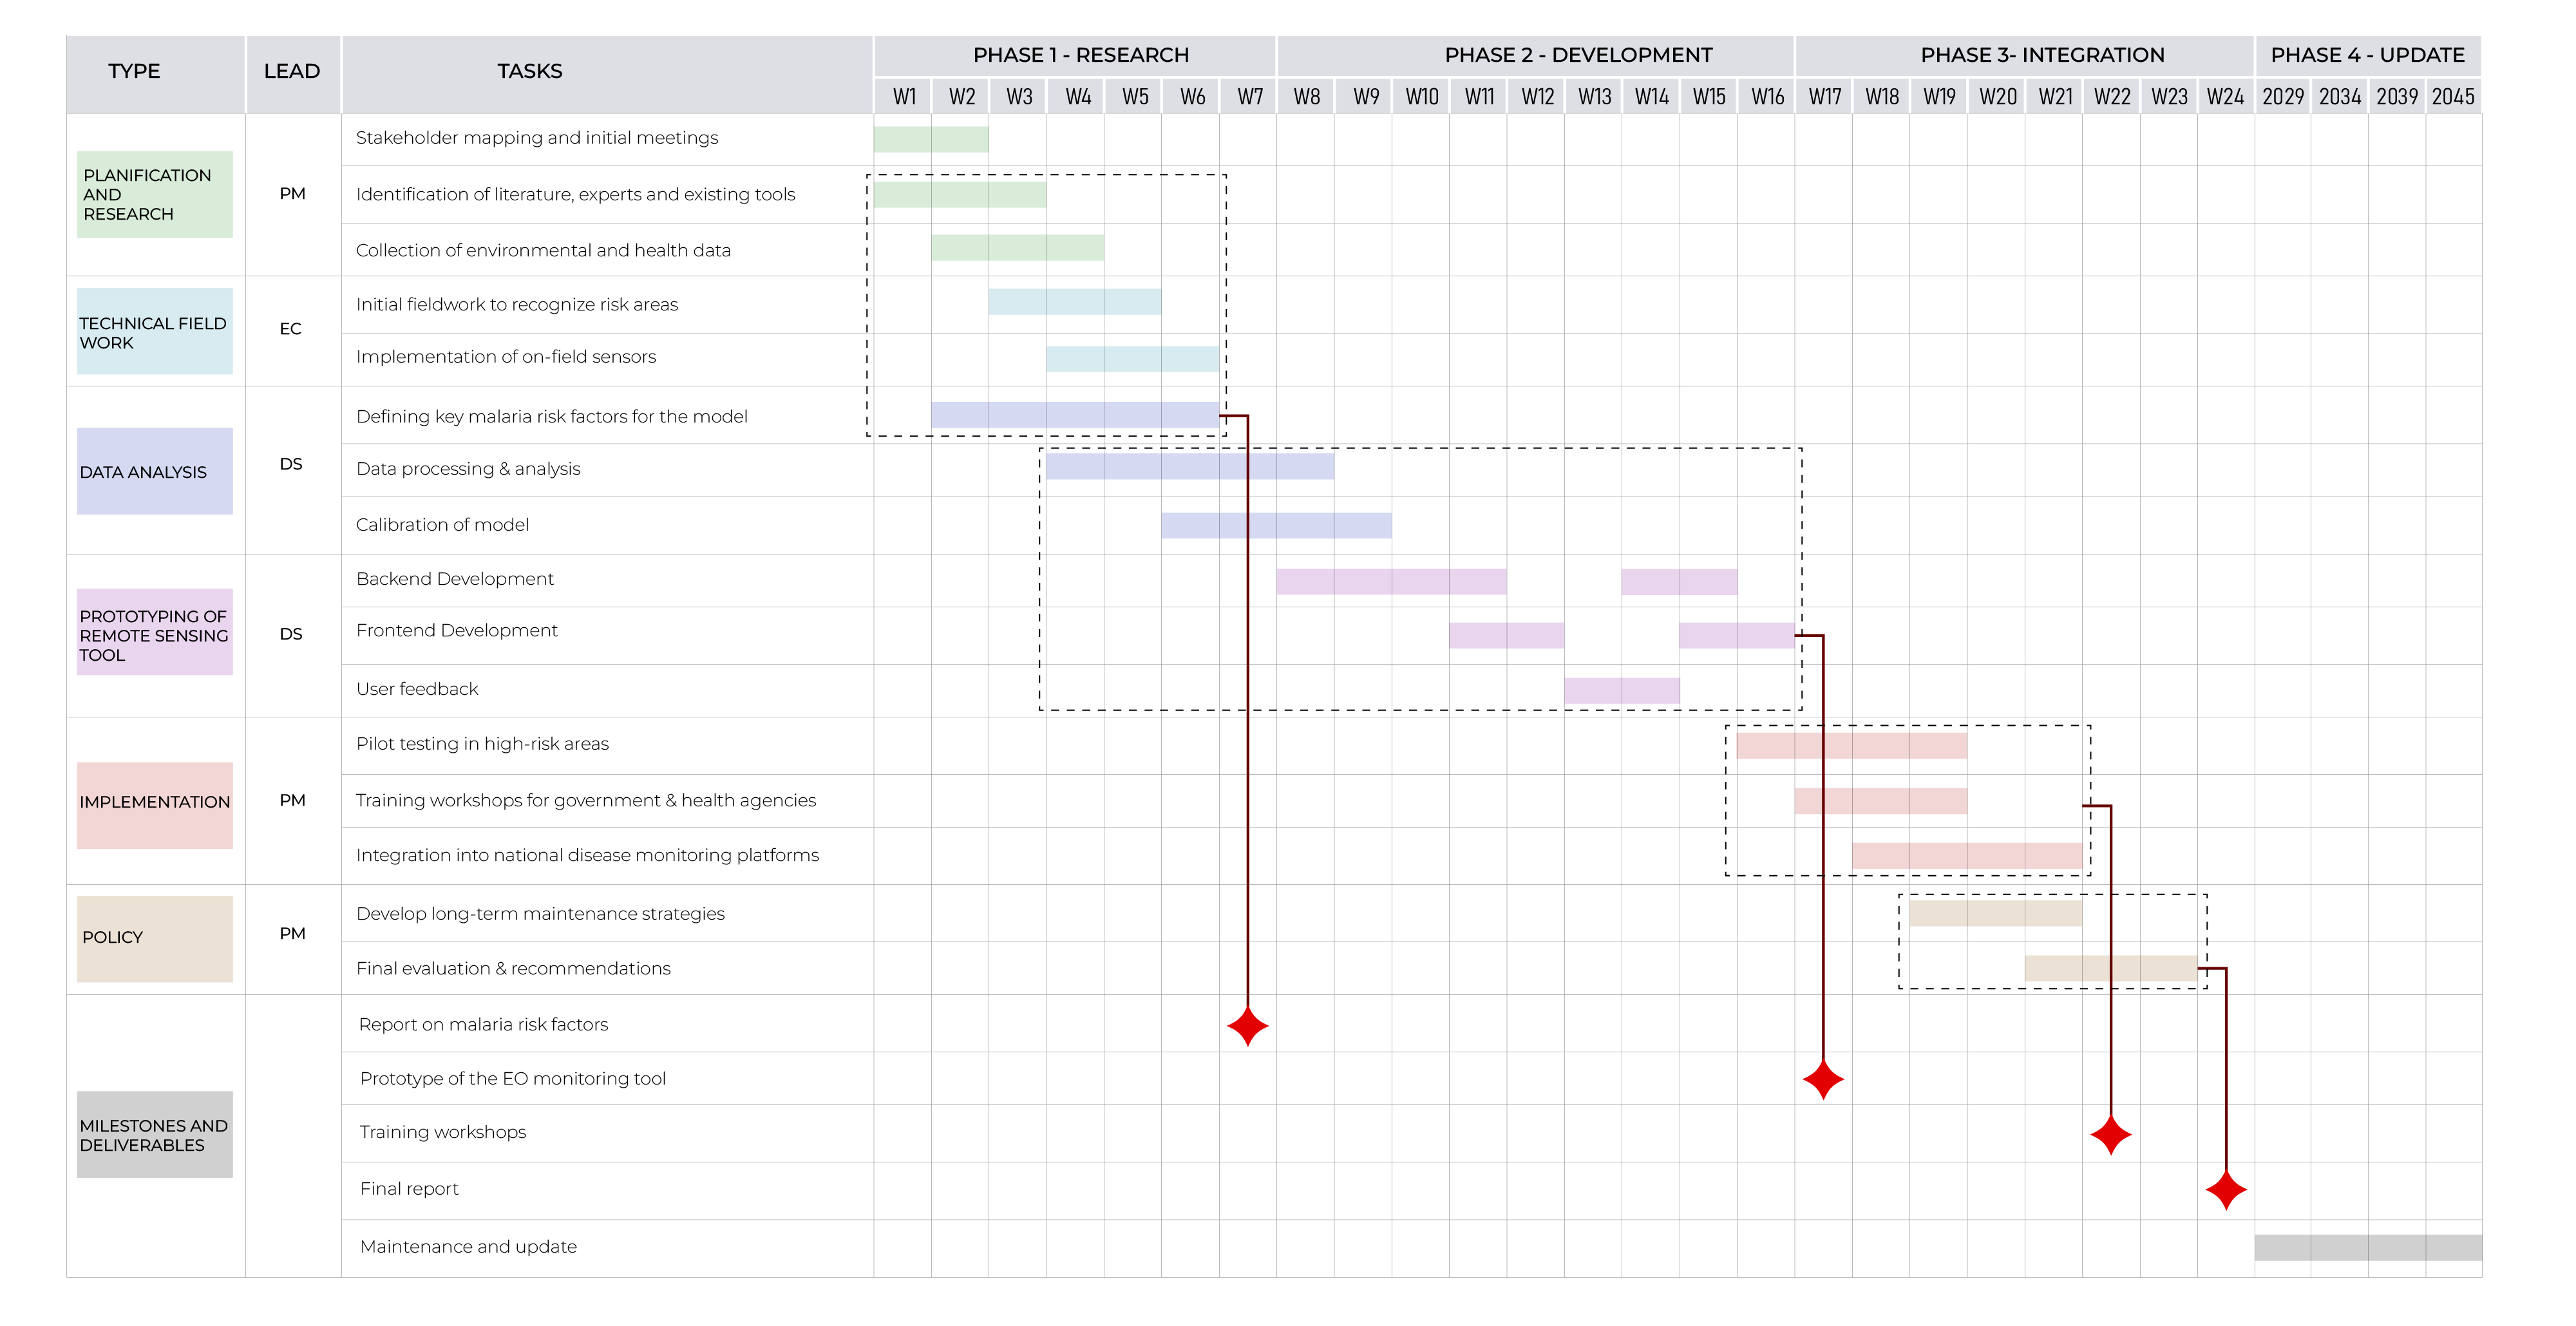 TYPE
LEAD
TASKS
PHASE 1 - RESEARCH
PHASE 2 - DEVELOPMENT
PHASE 3- INTEGRATION
PHASE 4 - UPDATE
W1 W2 W3 W4 W5 W6 W7 W8 W9 W10 W11 W12 W13 W14 W15 W16 W17 W18 W19 W20 W21 W22 W23 W24 2029 2034 2039 2045
PLANIFICATION
AND
RESEARCH
PM
Stakeholder mapping and initial meetings
Identification of literature, experts and existing tools
Collection of environmental and health data
TECHNICAL FIELD
WORK
EC
Initial fieldwork to recognize risk areas
Implementation of on-field sensors
DATA ANALYSIS
DS
Defining key malaria risk factors for the model
Data processing & analysis
Calibration of model
PROTOTYPING OF
REMOTE SENSING
TOOL
DS
Backend Development
Frontend Development
User feedback
IMPLEMENTATION
PM
Pilot testing in high-risk areas
Training workshops for government & health agencies
Integration into national disease monitoring platforms
POLICY
PM
Develop long-term maintenance strategies
Final evaluation & recommendations
MILESTONES AND
DELIVERABLES
Report on malaria risk factors
Prototype of the EO monitoring tool
Training workshops
Final report
Maintenance and update